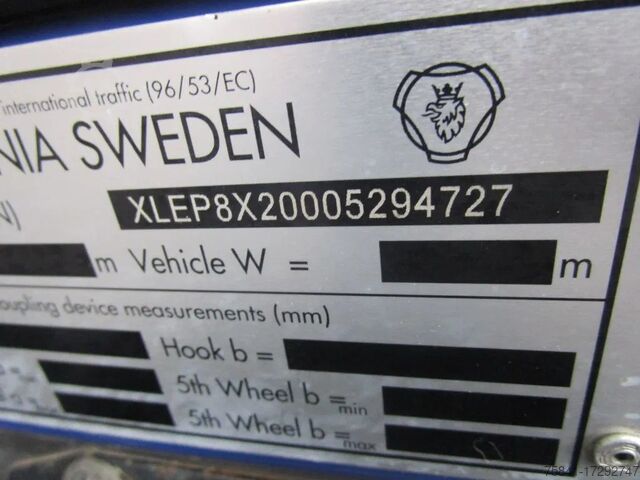 international traffic (96/53/EC)
NIA SWEDEN
N) XLEP8X20005294727
m Vehicle W = m
coupling device measurements (mm)
Hook b =
5th Wheel b min =
5th Wheel b max =